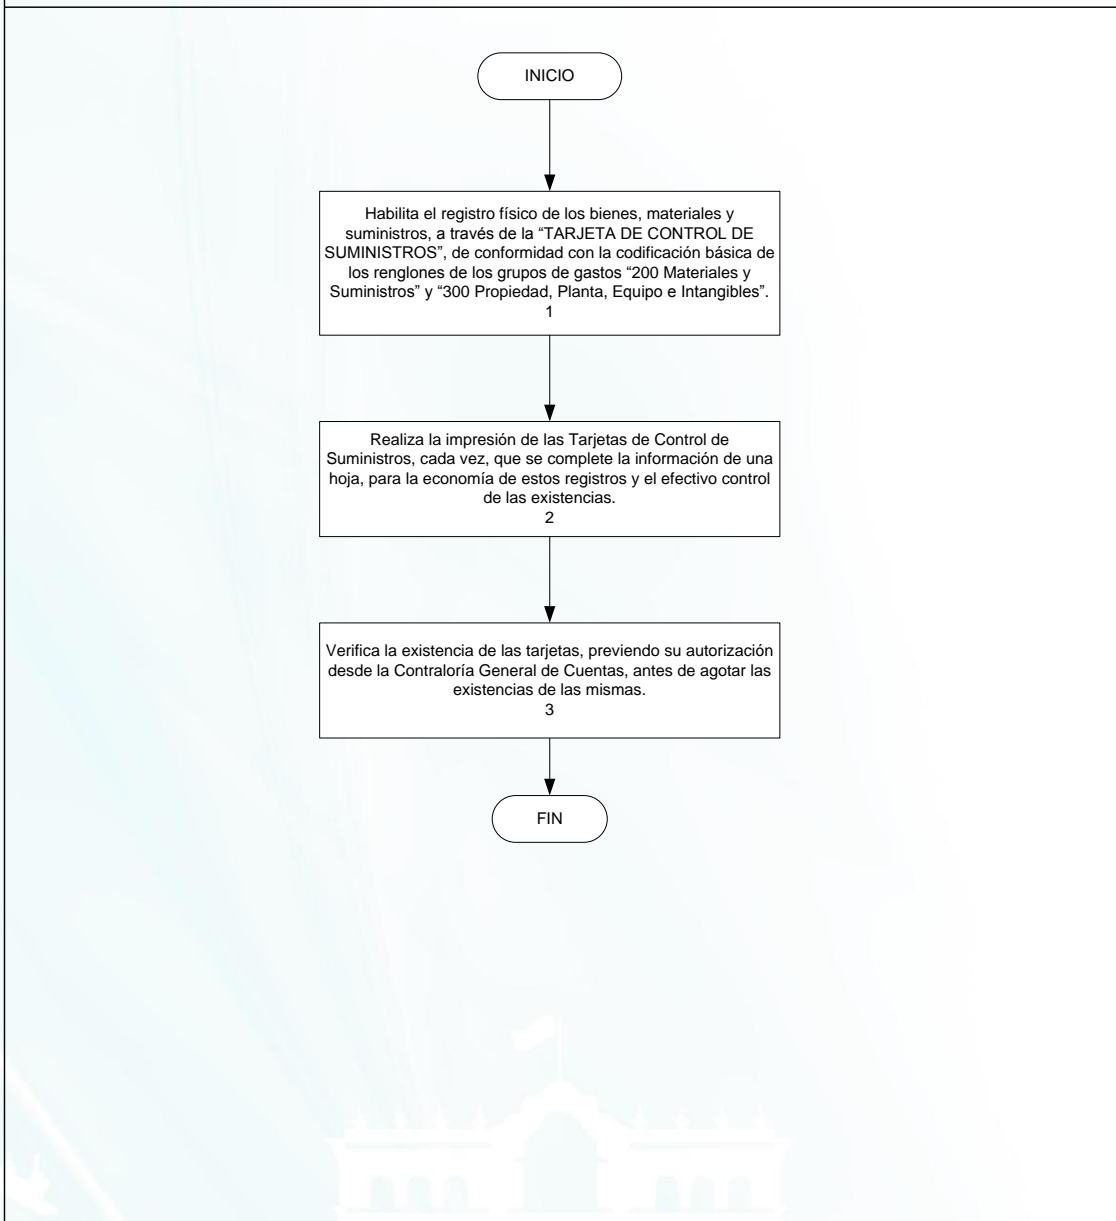 INICIO
Habilita el registro físico de los bienes, materiales y
suministros, a través de la “TARJETA DE CONTROL DE
SUMINISTROS”, de conformidad con la codificación básica de
los renglones de los grupos de gastos “200 Materiales y
Suministros” y “300 Propiedad, Planta, Equipo e Intangibles”.
1
Realiza la impresión de las Tarjetas de Control de
Suministros, cada vez, que se complete la información de una
hoja, para la economía de estos registros y el efectivo control
de las existencias.
2
Verifica la existencia de las tarjetas, previendo su autorización
desde la Contraloría General de Cuentas, antes de agotar las
existencias de las mismas.
3
FIN